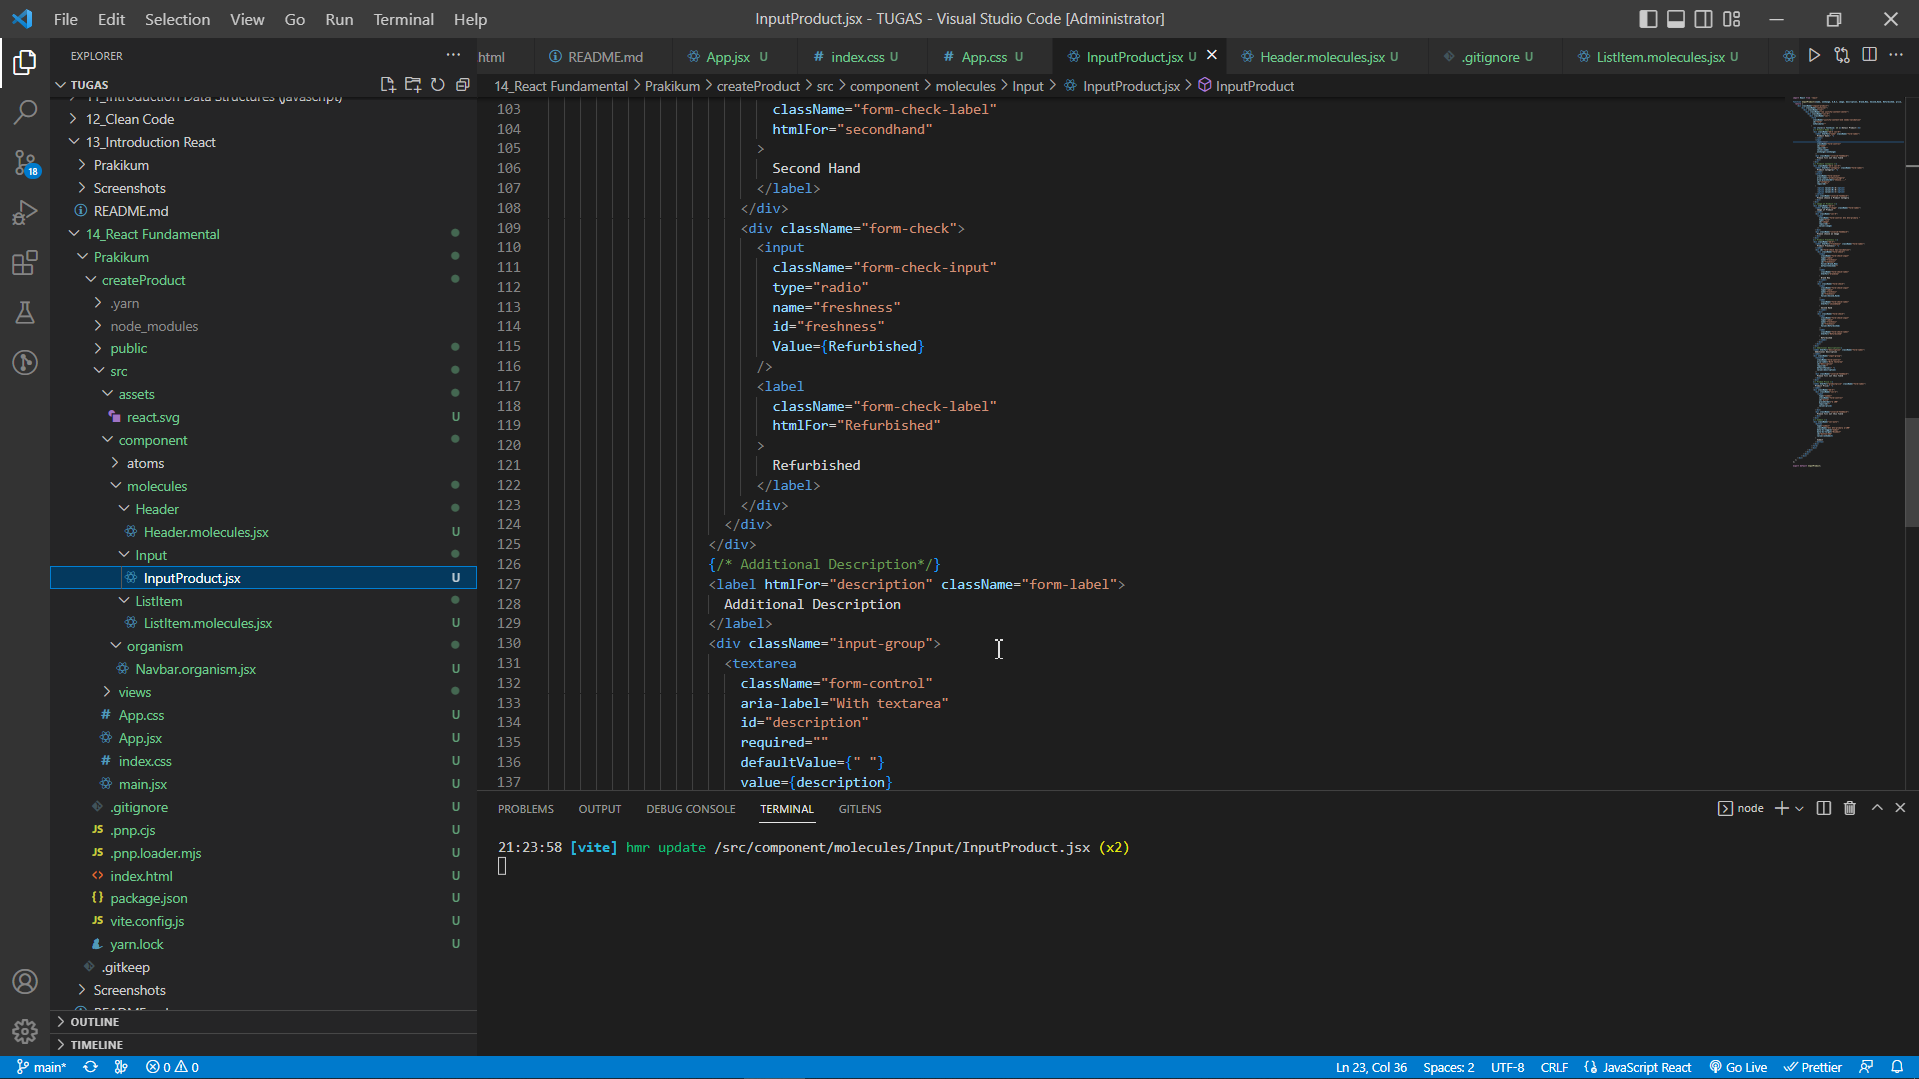 File Edit Selection View Go Run Terminal Help
InputProduct.jsx - TUGAS - Visual Studio Code [Administrator]
EXPLORER
TUGAS
11_Introduction Data Structures (javascript)
12_Clean Code
13_Introduction React
Prakikum
Screenshots
README.md
14_React Fundamental
Prakikum
createProduct
.yarn
node_modules
public
src
assets
react.svg U
component
atoms
molecules
Header
Header.molecules.jsx U
Input
InputProduct.jsx U
ListItem
ListItem.molecules.jsx U
organism
Navbar.organism.jsx U
views
App.css U
App.jsx U
index.css U
main.jsx U
.gitignore U
.pnp.cjs U
.pnp.loader.mjs U
index.html U
package.json U
vite.config.js U
yarn.lock U
.gitkeep
Screenshots
OUTLINE
TIMELINE
18
html README.md App.jsx U index.css U App.css U InputProduct.jsx U Header.molecules.jsx U .gitignore U ListItem.molecules.jsx U
14_React Fundamental > Prakikum > createProduct > src > component > molecules > Input > InputProduct.jsx > InputProduct
103 className="form-check-label"
104 htmlFor="secondhand"
105 >
106 Second Hand
107 </label>
108 </div>
109 <div className="form-check">
110 <input
111 className="form-check-input"
112 type="radio"
113 name="freshness"
114 id="freshness"
115 Value={Refurbished}
116 />
117 <label
118 className="form-check-label"
119 htmlFor="Refurbished"
120 >
121 Refurbished
122 </label>
123 </div>
124 </div>
125 </div>
126 {/* Additional Description*/}
127 <label htmlFor="description" className="form-label">
128 Additional Description
129 </label>
130 <div className="input-group">
131 <textarea
132 className="form-control"
133 aria-label="With textarea"
134 id="description"
135 required=""
136 defaultValue={" "}
137 value={description}
PROBLEMS OUTPUT DEBUG CONSOLE TERMINAL GITLENS
node
21:23:58 [vite] hmr update /src/component/molecules/Input/InputProduct.jsx (x2)
main* 0 0 Ln 23, Col 36 Spaces: 2 UTF-8 CRLF JavaScript React Go Live Prettier